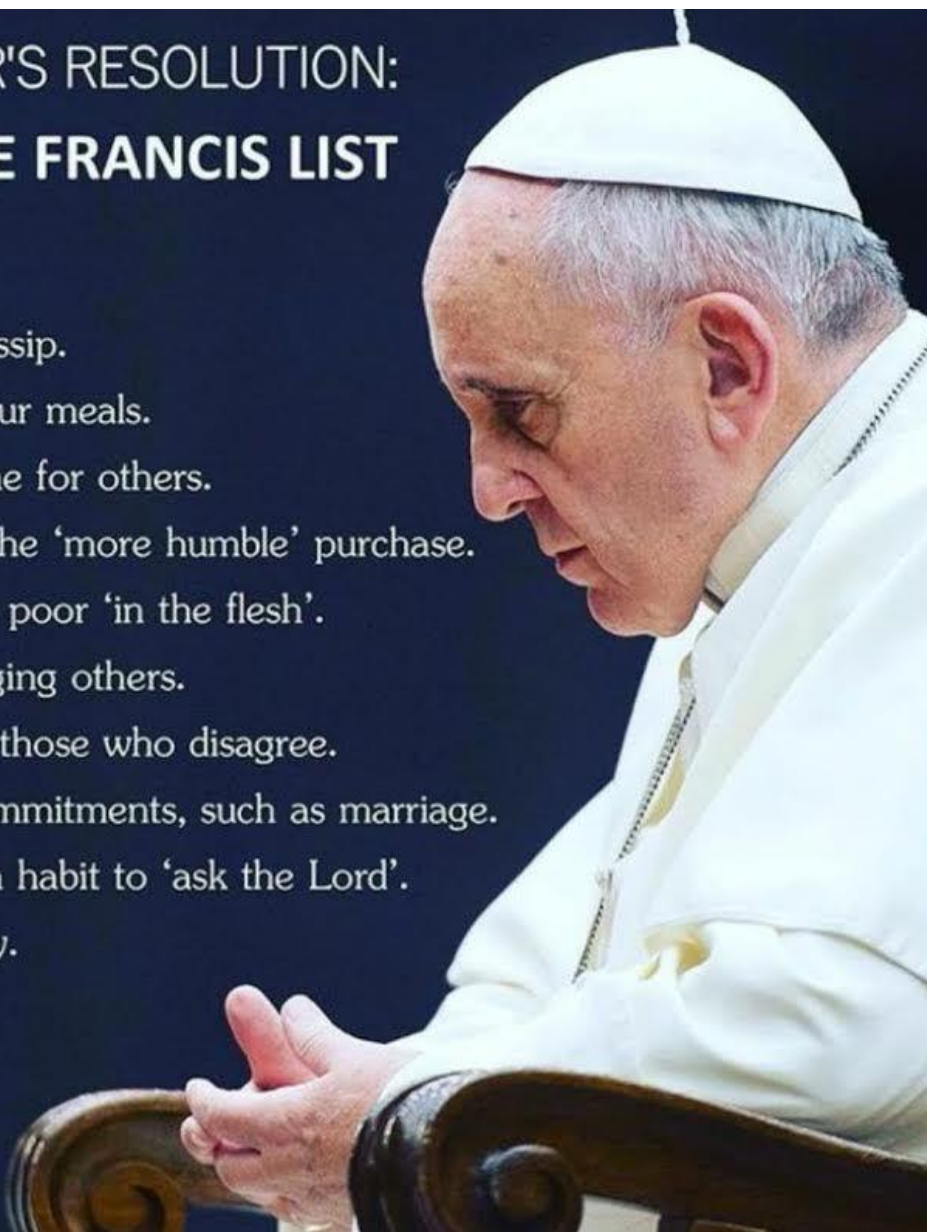 R'S RESOLUTION:
E FRANCIS LIST
ssip.
ur meals.
e for others.
he ‘more humble’ purchase.
poor ‘in the flesh’.
ging others.
those who disagree.
mmitments, such as marriage.
habit to ‘ask the Lord’.
y.